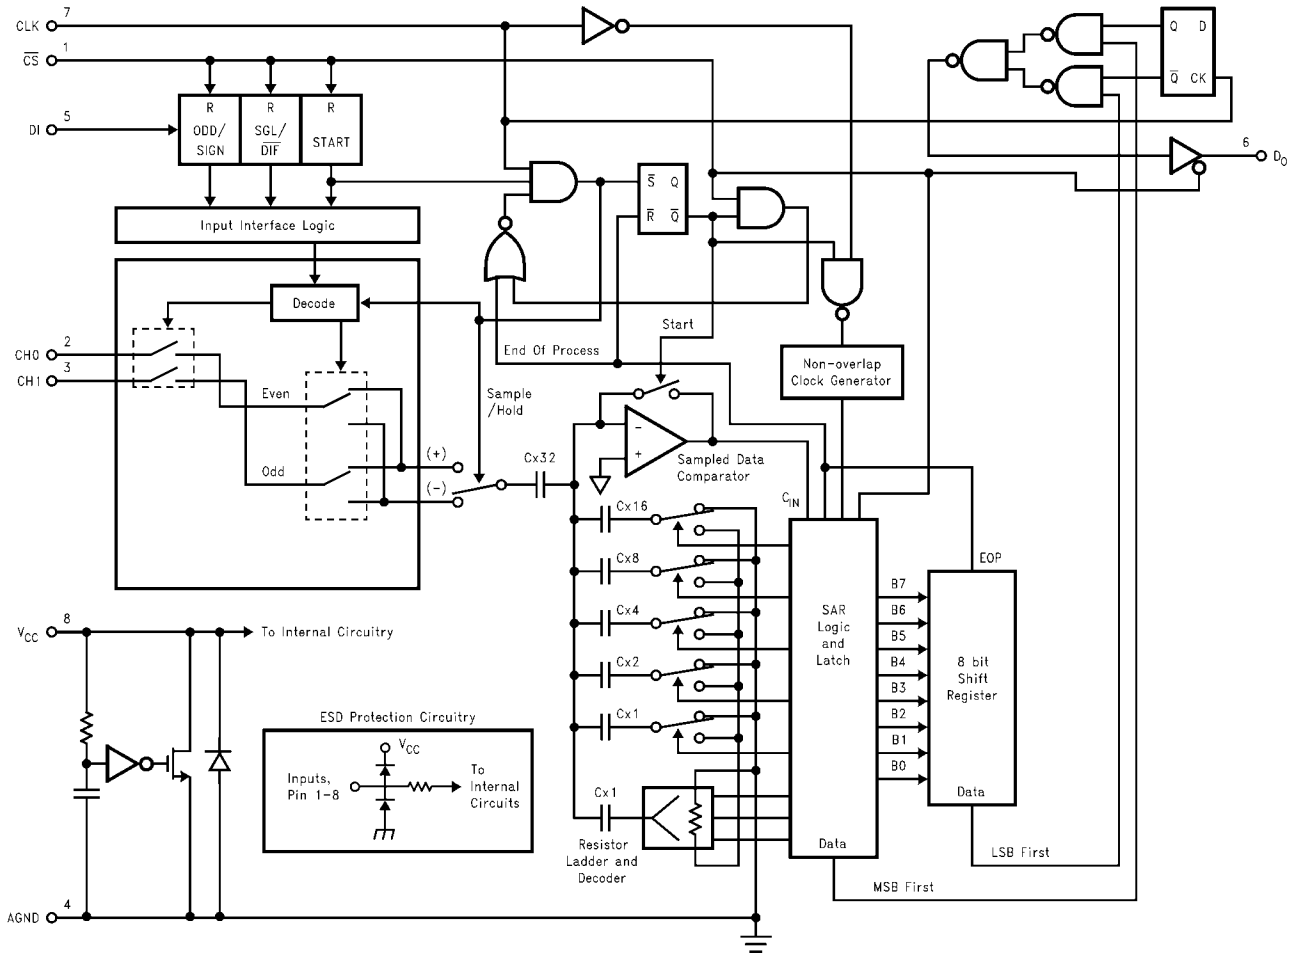 CLK 7
CS 1
DI 5
R R R
ODD/ SIGN
SGL/ DIF
START
Input Interface Logic
Decode
CH0 2
CH1 3
Even
Odd
(+)
(-)
Sample /Hold
End Of Process
Start
S Q
R Q
Q D
Q CK
6 DO
Non-overlap
Clock Generator
Sampled Data
Comparator
-
+
Cx32
Cx16
Cx8
Cx4
Cx2
Cx1
Cx1
Resistor
Ladder and
Decoder
CIN
SAR
Logic
and
Latch
Data
EOP
B7
B6
B5
B4
B3
B2
B1
B0
8 bit
Shift
Register
Data
LSB First
MSB First
VCC 8
To Internal Circuitry
ESD Protection Circuitry
VCC
Inputs,
Pin 1-8
To
Internal
Circuits
AGND 4